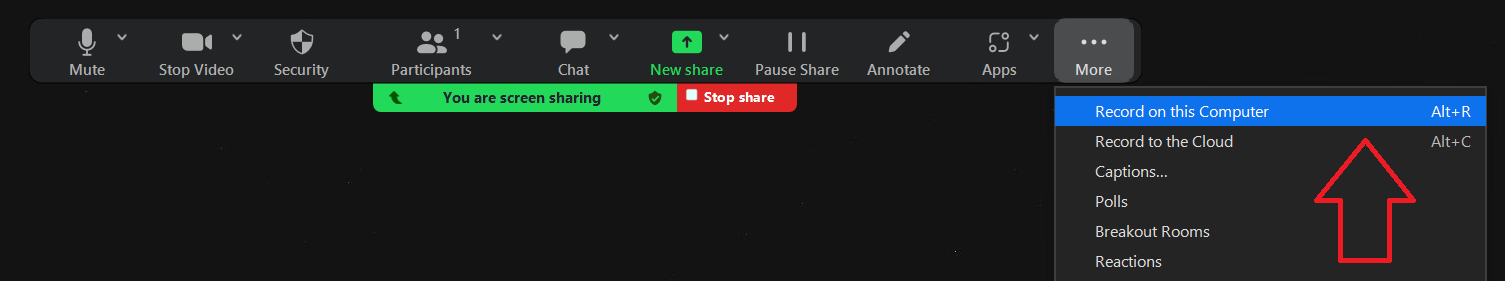 1
Mute Stop Video Security Participants Chat New share Pause Share Annotate Apps More
You are screen sharing Stop share
Record on this Computer Alt+R
Record to the Cloud Alt+C
Captions...
Polls
Breakout Rooms
Reactions